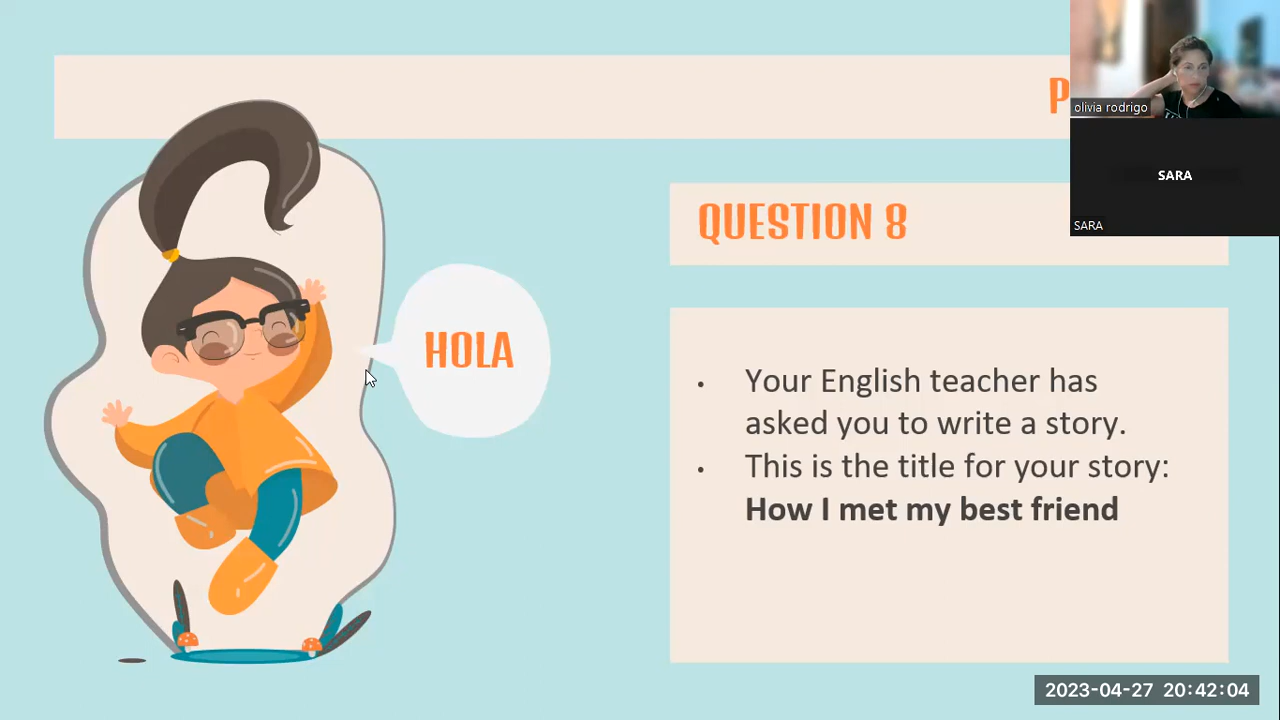 P
olivia rodrigo
SARA
SARA
QUESTION 8
HOLA
• Your English teacher has
asked you to write a story.
• This is the title for your story:
How I met my best friend
2023-04-27 20:42:04